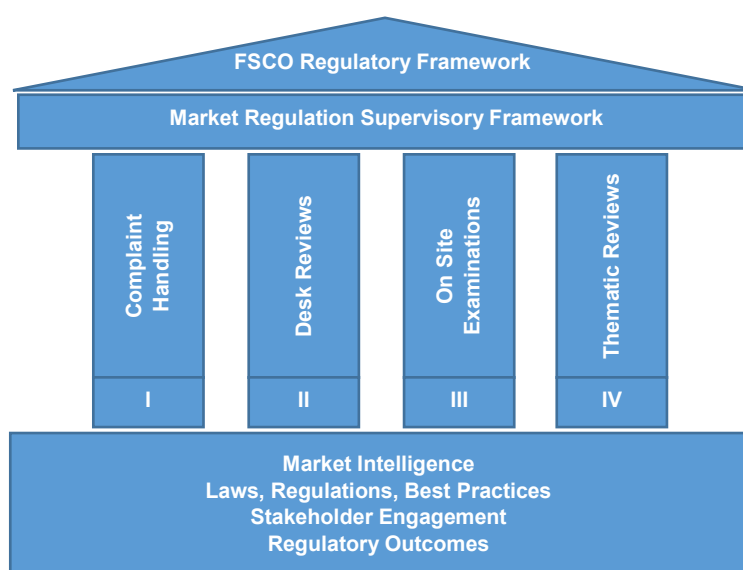 FSCO Regulatory Framework
Market Regulation Supervisory Framework
Complaint
Handling
Desk Reviews
On Site
Examinations
Thematic Reviews
I
II
III
IV
Market Intelligence
Laws, Regulations, Best Practices
Stakeholder Engagement
Regulatory Outcomes